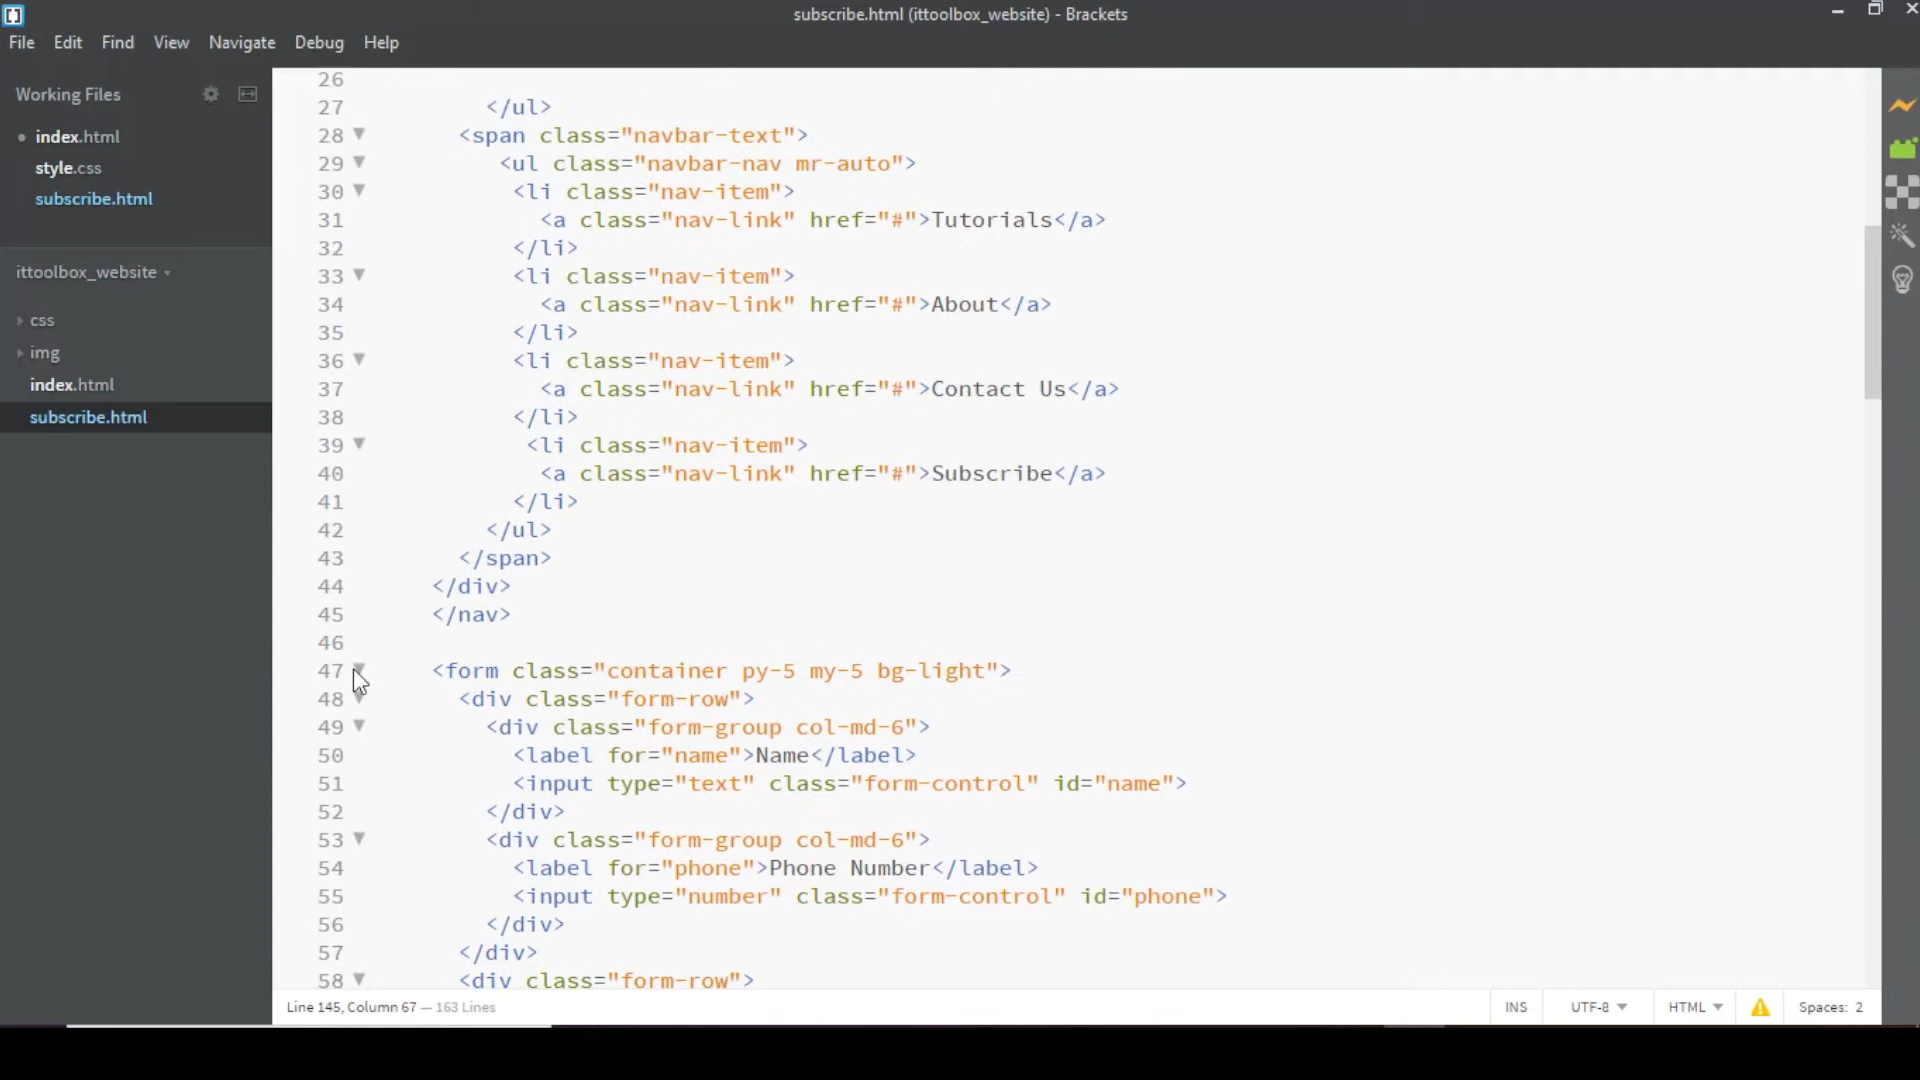 subscribe.html (ittoolbox_website) - Brackets
File Edit Find View Navigate Debug Help
Working Files
index.html
style.css
subscribe.html
ittoolbox_website
css
img
index.html
subscribe.html
26
27 </ul>
28 <span class="navbar-text">
29 <ul class="navbar-nav mr-auto">
30 <li class="nav-item">
31 <a class="nav-link" href="#">Tutorials</a>
32 </li>
33 <li class="nav-item">
34 <a class="nav-link" href="#">About</a>
35 </li>
36 <li class="nav-item">
37 <a class="nav-link" href="#">Contact Us</a>
38 </li>
39 <li class="nav-item">
40 <a class="nav-link" href="#">Subscribe</a>
41 </li>
42 </ul>
43 </span>
44 </div>
45 </nav>
46
47 <form class="container py-5 my-5 bg-light">
48 <div class="form-row">
49 <div class="form-group col-md-6">
50 <label for="name">Name</label>
51 <input type="text" class="form-control" id="name">
52 </div>
53 <div class="form-group col-md-6">
54 <label for="phone">Phone Number</label>
55 <input type="number" class="form-control" id="phone">
56 </div>
57 </div>
58 <div class="form-row">
Line 145, Column 67 — 163 Lines
INS UTF-8 HTML Spaces: 2